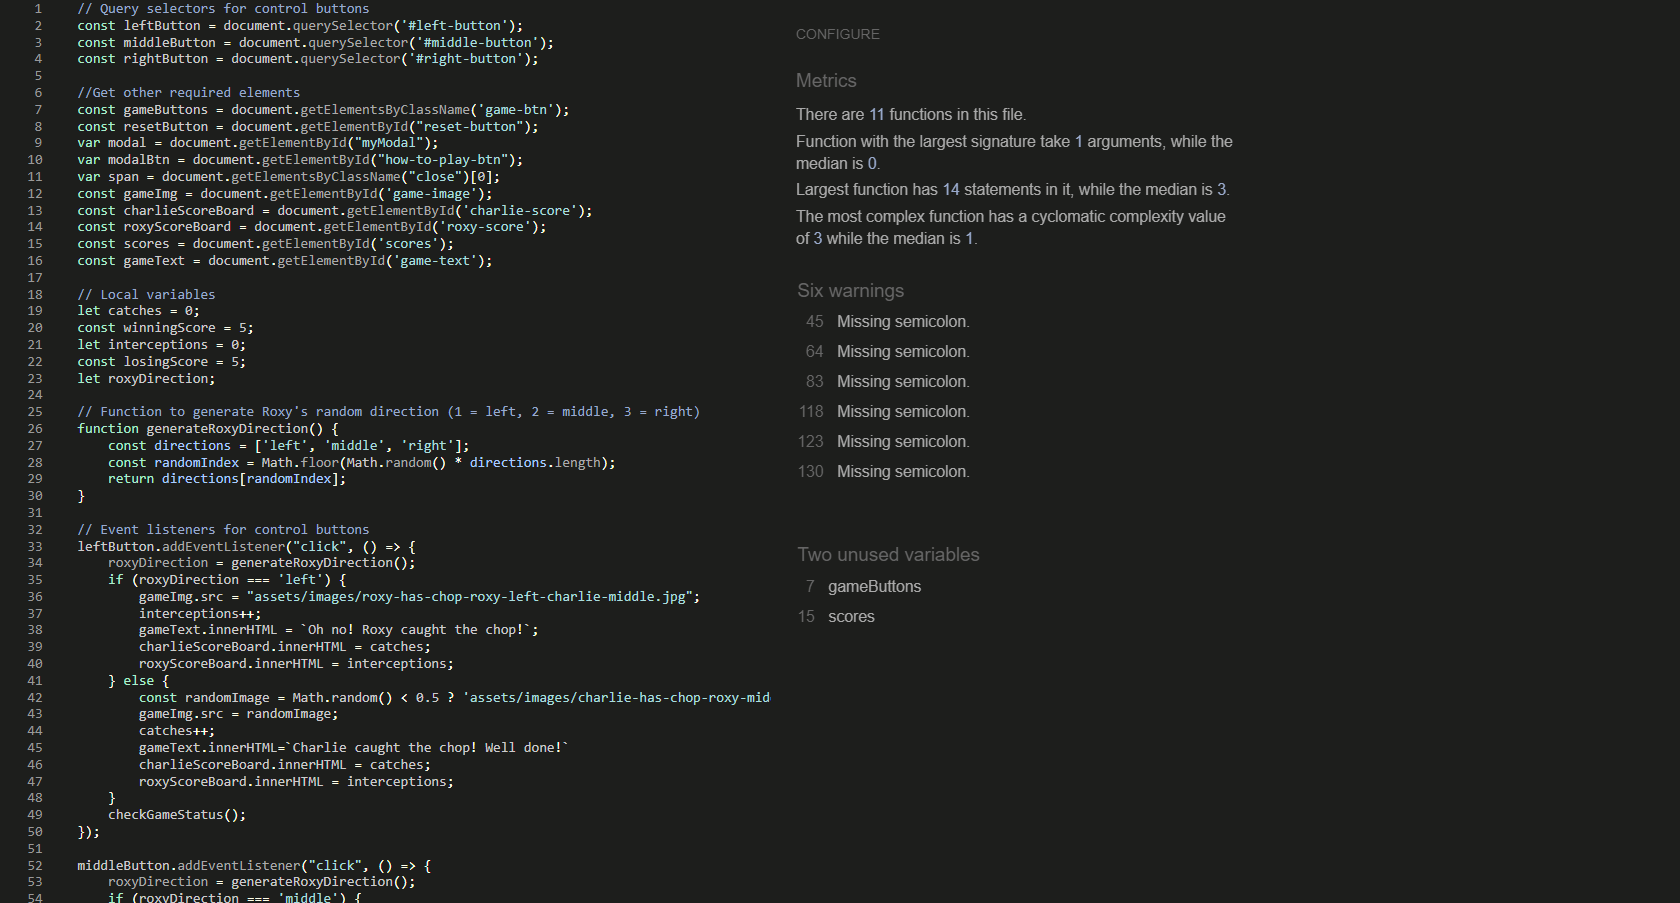 1 // Query selectors for control buttons
2 const leftButton = document.querySelector('#left-button');
3 const middleButton = document.querySelector('#middle-button');
4 const rightButton = document.querySelector('#right-button');
5
6 //Get other required elements
7 const gameButtons = document.getElementsByClassName('game-btn');
8 const resetButton = document.getElementById("reset-button");
9 var modal = document.getElementById("myModal");
10 var modalBtn = document.getElementById("how-to-play-btn");
11 var span = document.getElementsByClassName("close")[0];
12 const gameImg = document.getElementById('game-image');
13 const charlieScoreBoard = document.getElementById('charlie-score');
14 const roxyScoreBoard = document.getElementById('roxy-score');
15 const scores = document.getElementById('scores');
16 const gameText = document.getElementById('game-text');
17
18 // Local variables
19 let catches = 0;
20 const winningScore = 5;
21 let interceptions = 0;
22 const losingScore = 5;
23 let roxyDirection;
24
25 // Function to generate Roxy's random direction (1 = left, 2 = middle, 3 = right)
26 function generateRoxyDirection() {
27     const directions = ['left', 'middle', 'right'];
28     const randomIndex = Math.floor(Math.random() * directions.length);
29     return directions[randomIndex];
30 }
31
32 // Event listeners for control buttons
33 leftButton.addEventListener("click", () => {
34     roxyDirection = generateRoxyDirection();
35     if (roxyDirection === 'left') {
36         gameImg.src = "assets/images/roxy-has-chop-roxy-left-charlie-middle.jpg";
37         interceptions++;
38         gameText.innerHTML = `Oh no! Roxy caught the chop!`;
39         charlieScoreBoard.innerHTML = catches;
40         roxyScoreBoard.innerHTML = interceptions;
41     } else {
42         const randomImage = Math.random() < 0.5 ? 'assets/images/charlie-has-chop-roxy-mid
43         gameImg.src = randomImage;
44         catches++;
45         gameText.innerHTML=`Charlie caught the chop! Well done!`
46         charlieScoreBoard.innerHTML = catches;
47         roxyScoreBoard.innerHTML = interceptions;
48     }
49     checkGameStatus();
50 });
51
52 middleButton.addEventListener("click", () => {
53     roxyDirection = generateRoxyDirection();
54     if (roxyDirection === 'middle') {
CONFIGURE
Metrics
There are 11 functions in this file.
Function with the largest signature take 1 arguments, while the
median is 0.
Largest function has 14 statements in it, while the median is 3.
The most complex function has a cyclomatic complexity value
of 3 while the median is 1.
Six warnings
45 Missing semicolon.
64 Missing semicolon.
83 Missing semicolon.
118 Missing semicolon.
123 Missing semicolon.
130 Missing semicolon.
Two unused variables
7 gameButtons
15 scores